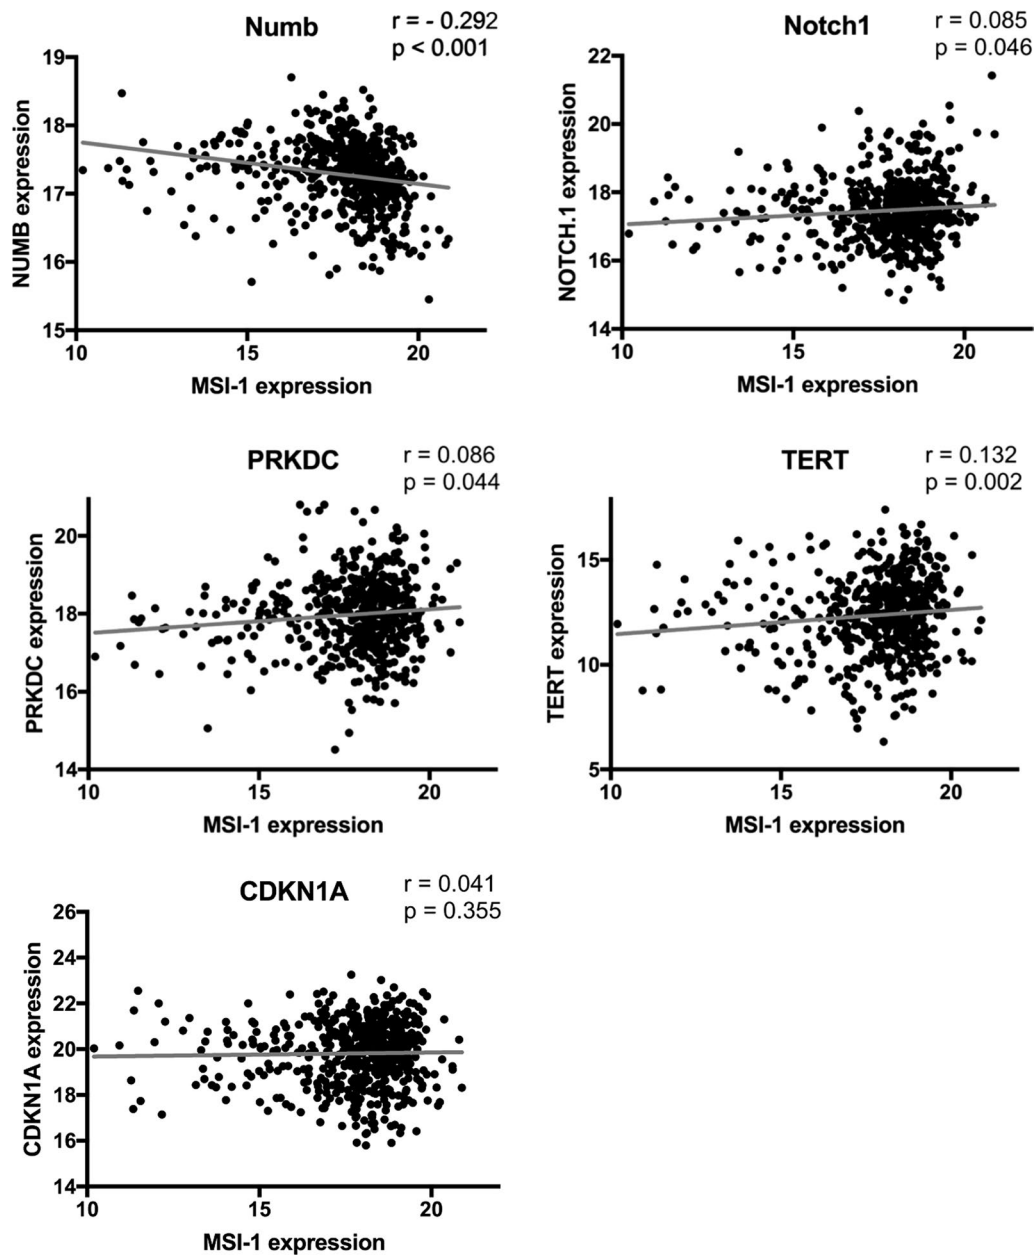 Numb
r = - 0.292
p < 0.001
19
18
17
16
15
NUMB expression
10
15
20
MSI-1 expression
Notch1
r = 0.085
p = 0.046
22
20
18
16
14
NOTCH.1 expression
10
15
20
MSI-1 expression
PRKDC
r = 0.086
p = 0.044
20
18
16
14
PRKDC expression
10
15
20
MSI-1 expression
TERT
r = 0.132
p = 0.002
15
10
5
TERT expression
10
15
20
MSI-1 expression
CDKN1A
r = 0.041
p = 0.355
26
24
22
20
18
16
14
CDKN1A expression
10
15
20
MSI-1 expression